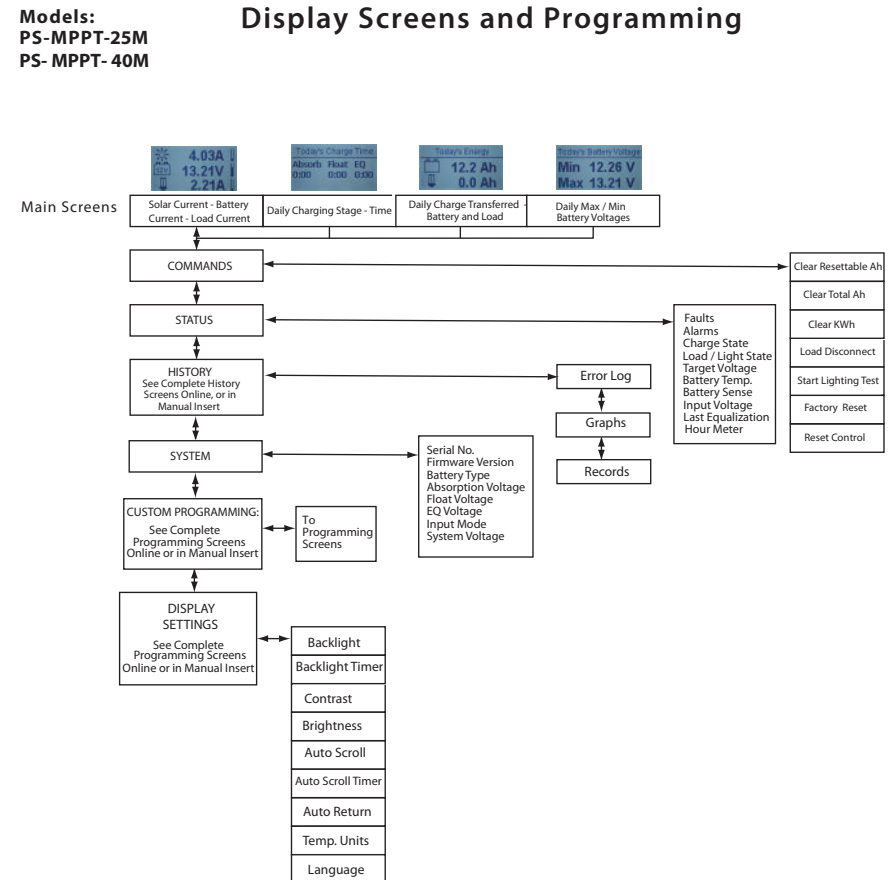 Models:
PS-MPPT-25M
PS- MPPT- 40M
Display Screens and Programming
4.03A
12V
13.21V
2.21A
Today's Charge Time
Absorb Float EQ
0:00 0:00 0:00
Today's Energy
12.2 Ah
0.0 Ah
Today's Battery Voltage
Min 12.26 V
Max 13.21 V
Main Screens
Solar Current - Battery
Current - Load Current
Daily Charging Stage - Time
Daily Charge Transferred -
Battery and Load
Daily Max / Min
Battery Voltages
COMMANDS
Clear Resettable Ah
Clear Total Ah
Clear KWh
Load Disconnect
Start Lighting Test
Factory Reset
Reset Control
STATUS
Faults
Alarms
Charge State
Load / Light State
Target Voltage
Battery Temp.
Battery Sense
Input Voltage
Last Equalization
Hour Meter
HISTORY
See Complete History
Screens Online, or in
Manual Insert
Error Log
Graphs
Records
SYSTEM
Serial No.
Firmware Version
Battery Type
Absorption Voltage
Float Voltage
EQ Voltage
Input Mode
System Voltage
CUSTOM PROGRAMMING:
See Complete
Programming Screens
Online or in Manual Insert
To
Programming
Screens
DISPLAY
SETTINGS
See Complete
Programming Screens
Online or in Manual Insert
Backlight
Backlight Timer
Contrast
Brightness
Auto Scroll
Auto Scroll Timer
Auto Return
Temp. Units
Language